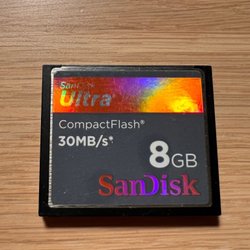 SanDisk
Ultra
CompactFlash®
30MB/s*
8GB
SanDisk